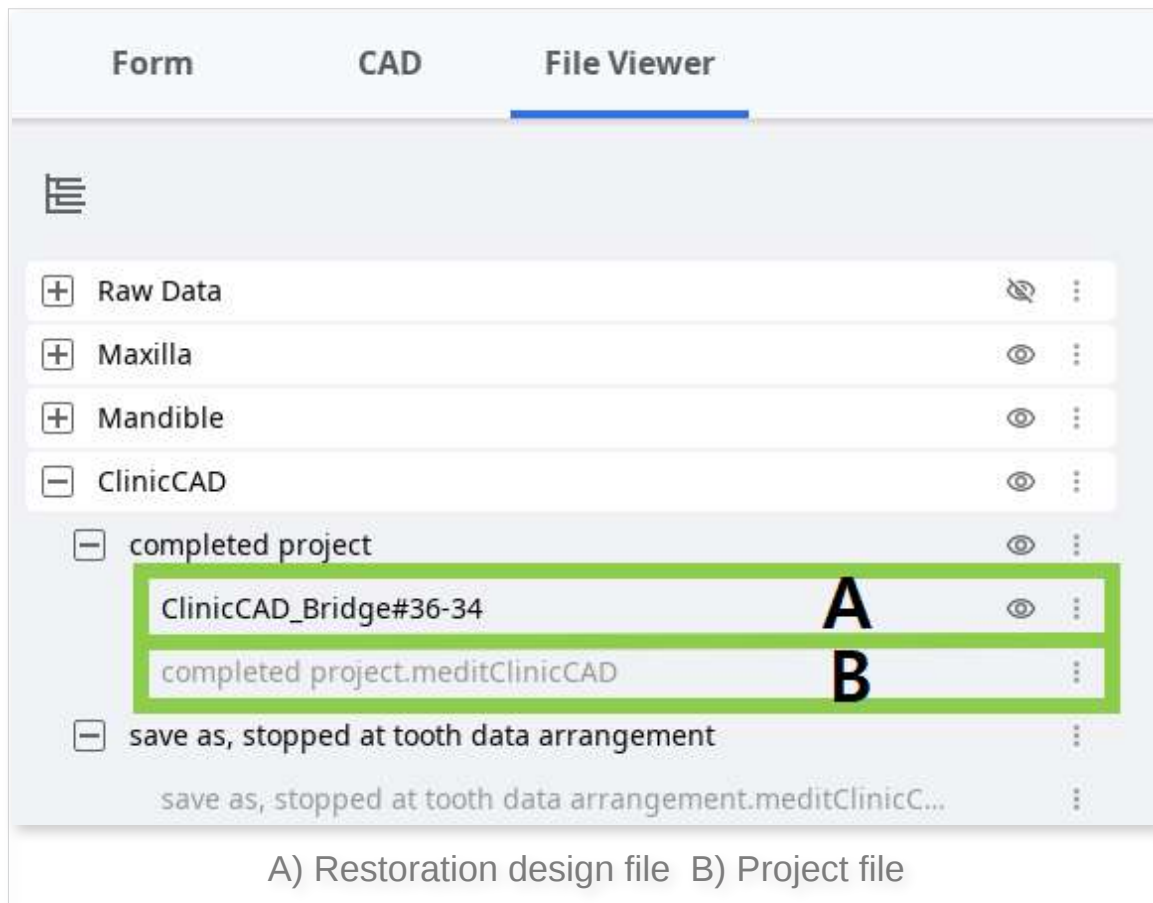 Form CAD File Viewer
Raw Data
Maxilla
Mandible
ClinicCAD
completed project
ClinicCAD_Bridge#36-34 A
completed project.meditClinicCAD B
save as, stopped at tooth data arrangement
save as, stopped at tooth data arrangement.meditClinicC...
A) Restoration design file B) Project file